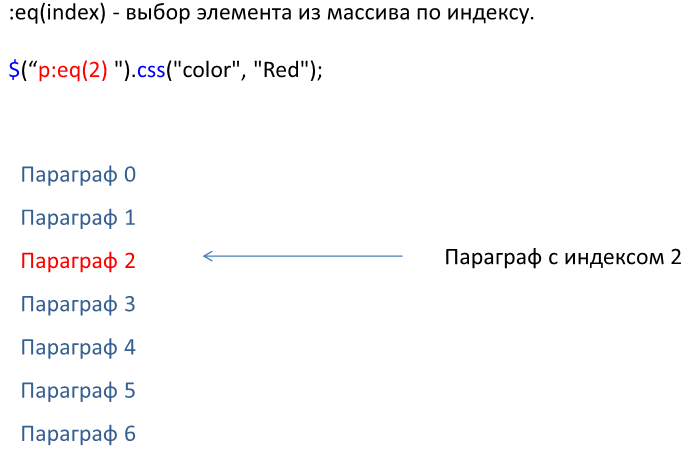 :eq(index) - выбор элемента из массива по индексу.
$(“p:eq(2) ").css("color", "Red");
Параграф 0
Параграф 1
Параграф 2
Параграф с индексом 2
Параграф 3
Параграф 4
Параграф 5
Параграф 6